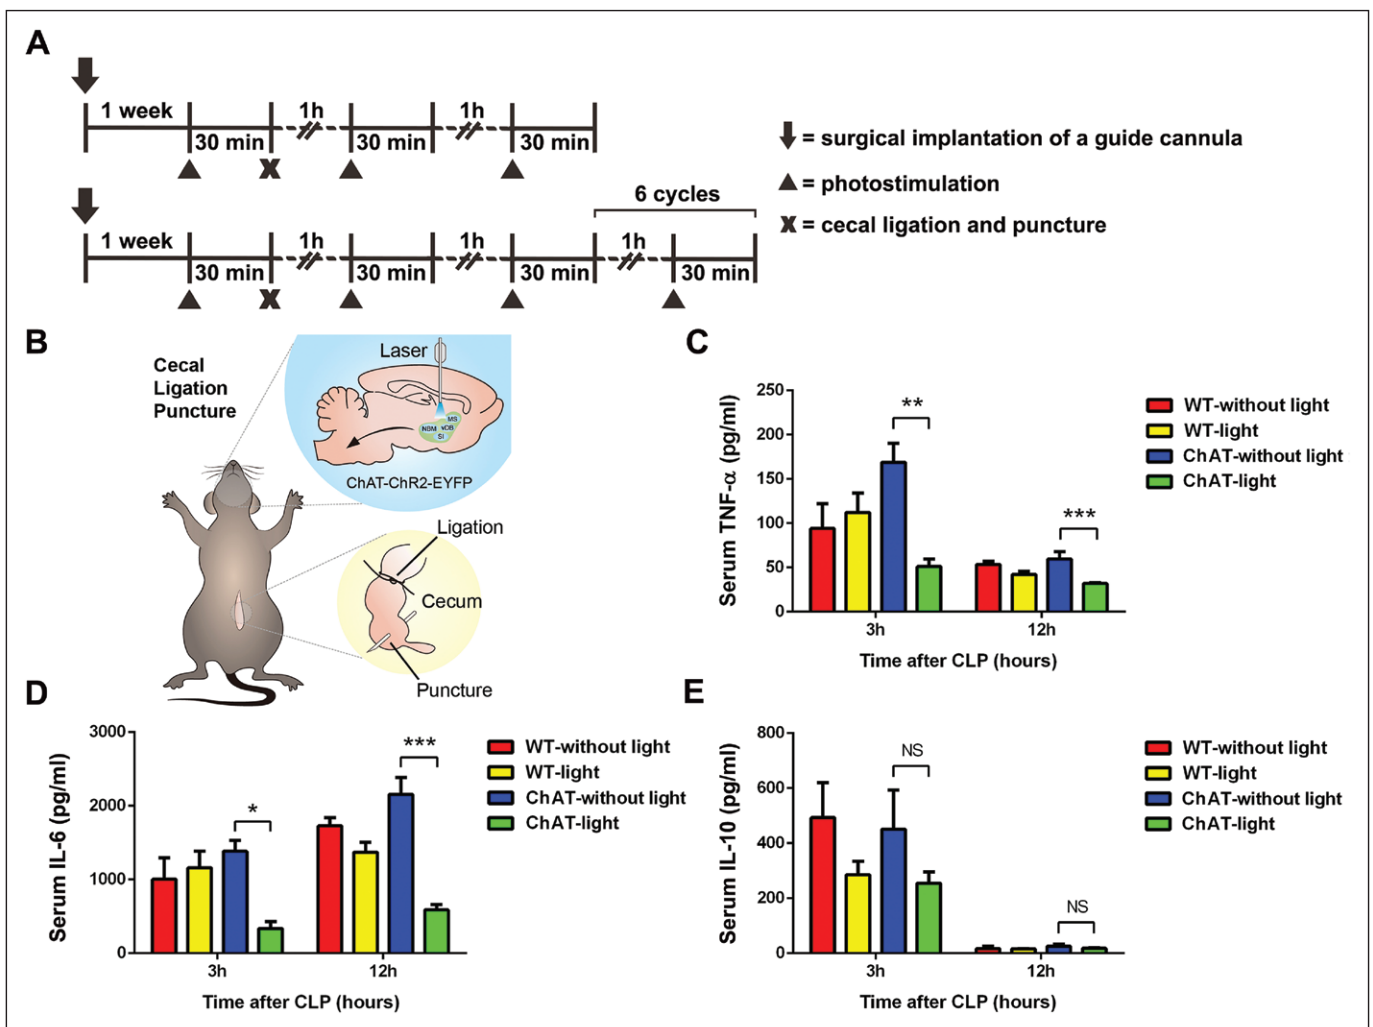 A
1 week
1h
1h
30 min
30 min
30 min
= surgical implantation of a guide cannula
= photostimulation
6 cycles
X = cecal ligation and puncture
1 week
1h
1h
1h
30 min
30 min
30 min
30 min
X
X
B
Cecal
Ligation
Puncture
Laser
MS
NBM
VDB
SI
ChAT-ChR2-EYFP
Ligation
Cecum
Puncture
C
Serum TNF-α (pg/ml)
250
200
150
100
50
0
**
***
3h
12h
Time after CLP (hours)
WT-without light
WT-light
ChAT-without light
ChAT-light
D
Serum IL-6 (pg/ml)
3000
2000
1000
0
*
***
3h
12h
Time after CLP (hours)
WT-without light
WT-light
ChAT-without light
ChAT-light
E
Serum IL-10 (pg/ml)
800
600
400
200
0
NS
NS
3h
12h
Time after CLP (hours)
WT-without light
WT-light
ChAT-without light
ChAT-light